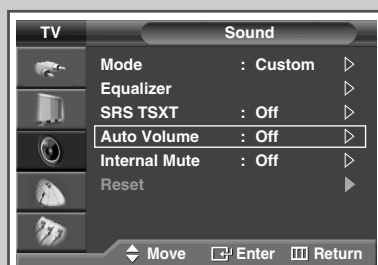 TV Sound
Mode : Custom
Equalizer
SRS TSXT : Off
Auto Volume : Off
Internal Mute : Off
Reset
Move Enter Return